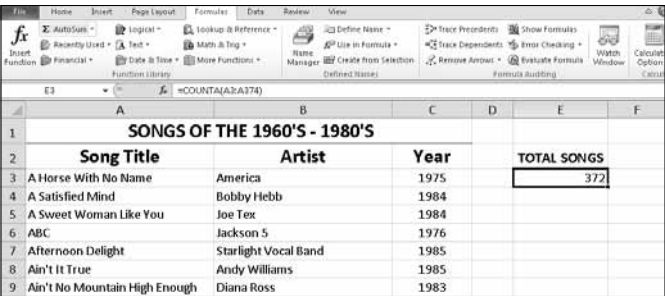 File Home Insert Page Layout Formulas Data Review View
fx Insert Function
Σ AutoSum
Recently Used
Financial
Logical
Text
Date & Time
Lookup & Reference
Math & Trig
More Functions
Function Library
Name Manager
Define Name
Use in Formula
Create from Selection
Defined Names
Trace Precedents
Trace Dependents
Remove Arrows
Show Formulas
Error Checking
Evaluate Formula
Formula Auditing
Watch Window
Calculat
Option
Calcul
E3 fx =COUNTA(A3:A374)
A B C D E F
1 SONGS OF THE 1960'S - 1980'S
2 Song Title Artist Year TOTAL SONGS
3 A Horse With No Name America 1975 372
4 A Satisfied Mind Bobby Hebb 1984
5 A Sweet Woman Like You Joe Tex 1984
6 ABC Jackson 5 1976
7 Afternoon Delight Starlight Vocal Band 1985
8 Ain't It True Andy Williams 1985
9 Ain't No Mountain High Enough Diana Ross 1983